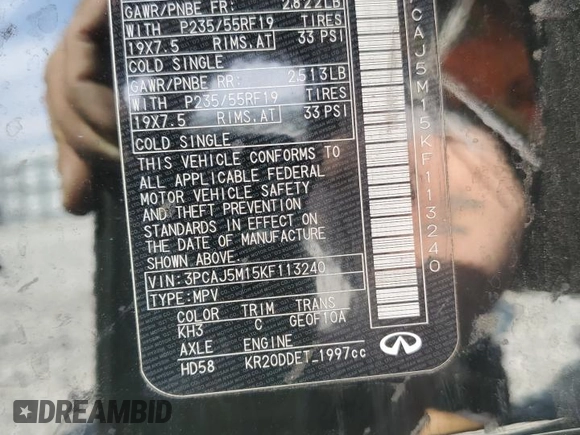 GAWR/PNBE FR: 2822LB
WITH P235/55RF19 TIRES
19X7.5 RIMS.AT 33 PSI
COLD SINGLE
GAWR/PNBE RR: 2513LB
WITH P235/55RF19 TIRES
19X7.5 RIMS.AT 33 PSI
COLD SINGLE
THIS VEHICLE CONFORMS TO
ALL APPLICABLE FEDERAL
MOTOR VEHICLE SAFETY
AND THEFT PREVENTION
STANDARDS IN EFFECT ON
THE DATE OF MANUFACTURE
SHOWN ABOVE.
VIN:3PCAJ5M15KF113240
TYPE:MPV
COLOR TRIM TRANS
KH3 C GEOF10A
AXLE ENGINE
HD58 KR20DDET_1997cc
CAJ5M15KF113240
DREAMBID